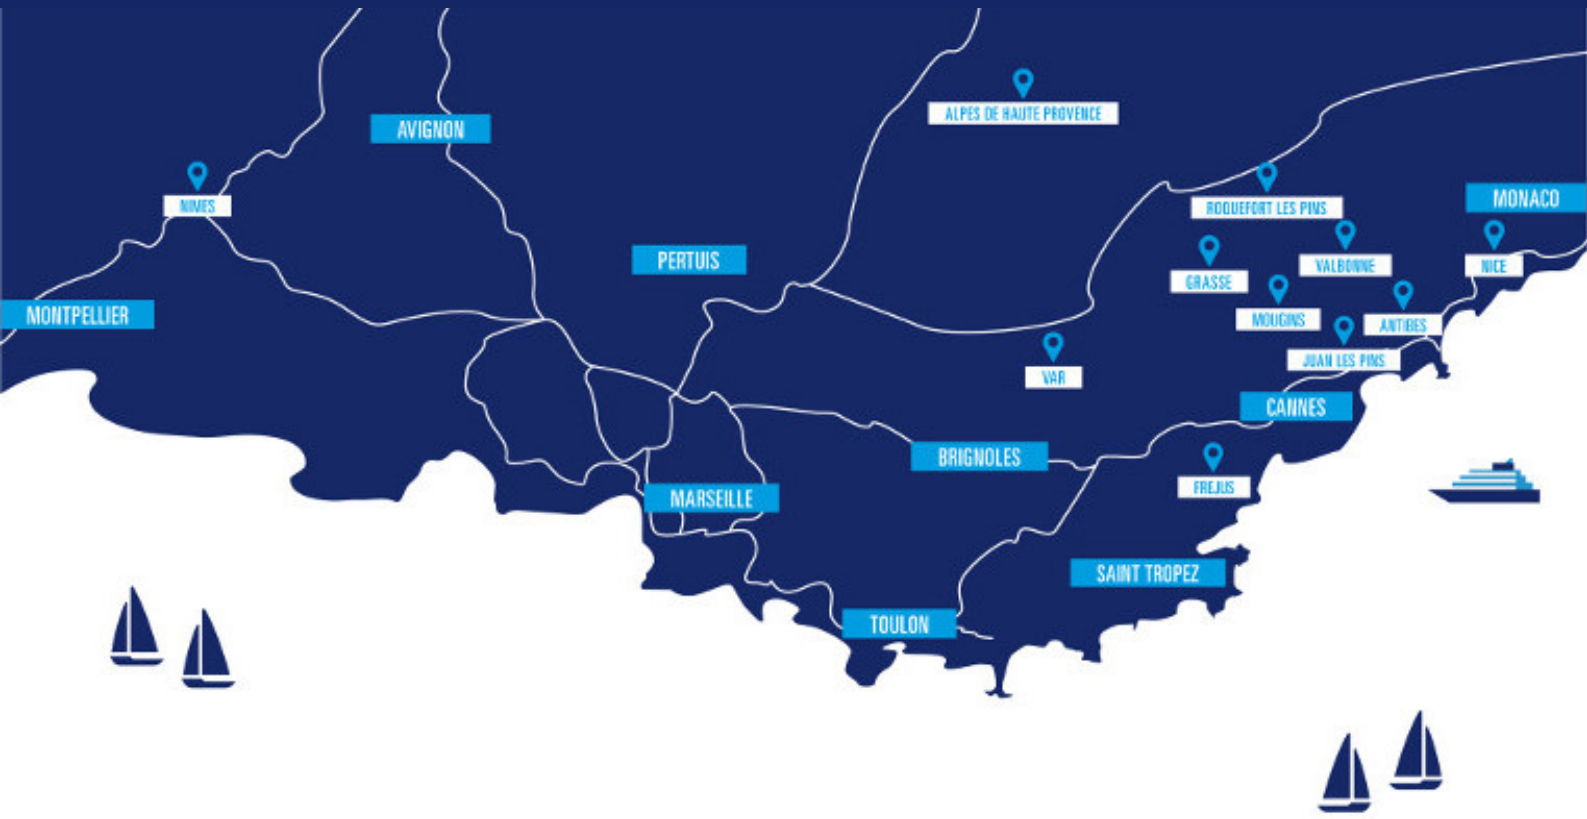 ALPES DE HAUTE PROVENCE
AVIGNON
NIMES
ROQUEFORT LES PINS
MONACO
PERTUIS
VALBONNE
NICE
GRASSE
MONTPELLIER
MOUGINS
ANTIBES
JUAN LES PINS
VAR
CANNES
BRIGNOLES
FREJUS
MARSEILLE
SAINT TROPEZ
TOULON